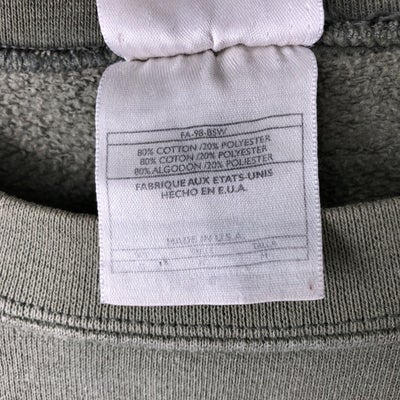 FA-98-BSW
80% COTTON /20% POLYESTER
80% COTON /20% POLYESTER
80% ALGODON /20% POLIESTER
FABRIQUE AUX ETATS-UNIS
HECHO EN E.U.A.
MADE IN U.S.A.
TALLA